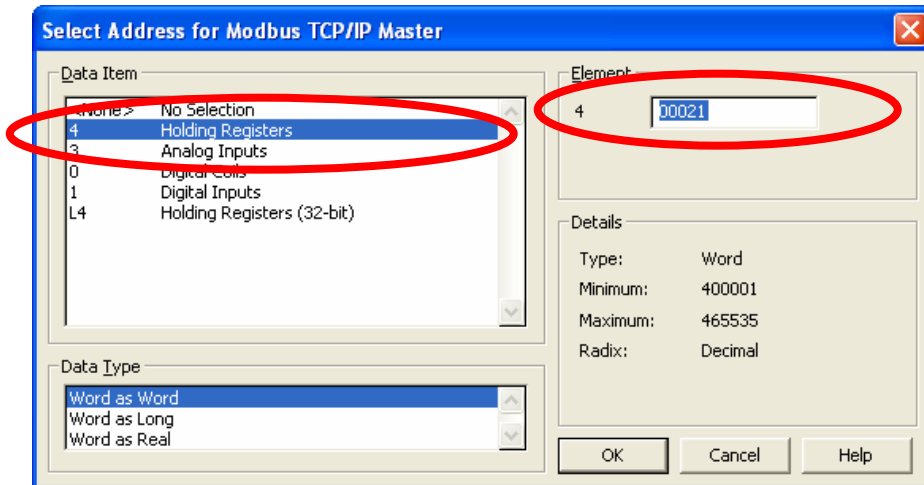 Select Address for Modbus TCP/IP Master
Data Item
<None> No Selection
4 Holding Registers
3 Analog Inputs
0 Digital Coils
1 Digital Inputs
L4 Holding Registers (32-bit)
Data Type
Word as Word
Word as Long
Word as Real
Element
4 00021
Details
Type: Word
Minimum: 400001
Maximum: 465535
Radix: Decimal
OK Cancel Help